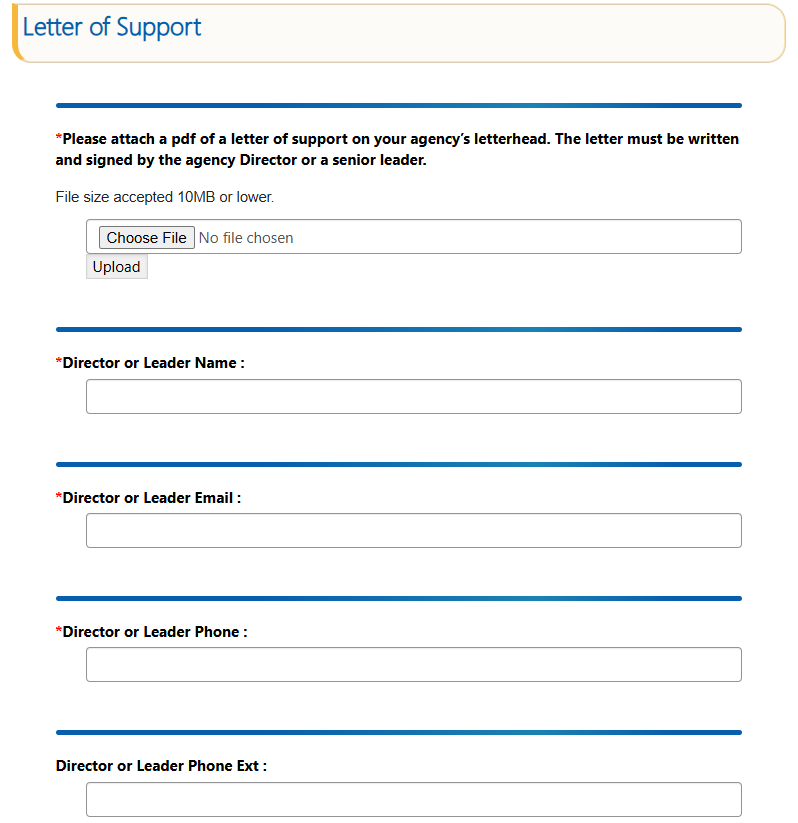 Letter of Support
*Please attach a pdf of a letter of support on your agency’s letterhead. The letter must be written
and signed by the agency Director or a senior leader.
File size accepted 10MB or lower.
Choose File No file chosen
Upload
*Director or Leader Name :
*Director or Leader Email :
*Director or Leader Phone :
Director or Leader Phone Ext :